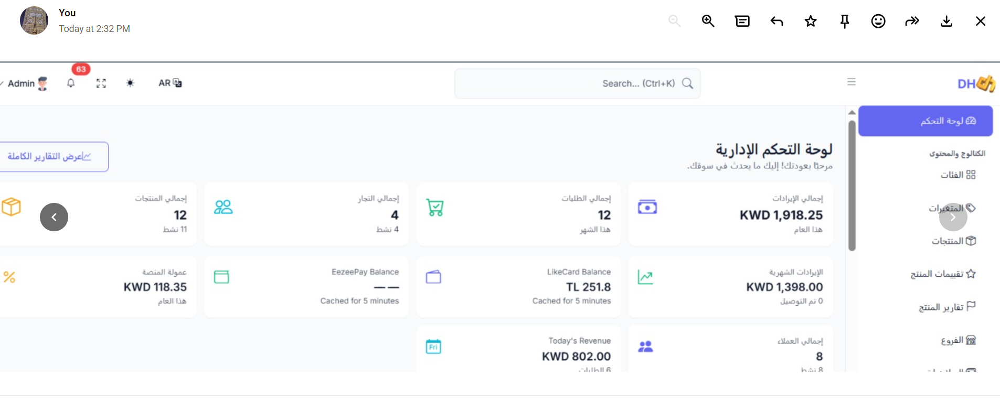 You
Today at 2:32 PM
Admin
63
AR
Search... (Ctrl+K)
DH
لوحة التحكم
الكتالوج والمحتوى
الفئات
المتغيرات
المنتجات
تقييمات المنتج
تقارير المنتج
الفروع
لوحة التحكم الإدارية
مرحبًا بعودتك! إليك ما يحدث في سوقك.
عرض التقارير الكاملة
إجمالي الإيرادات
KWD 1,918.25
هذا العام
إجمالي الطلبات
12
هذا الشهر
إجمالي التجار
4
4 نشط
إجمالي المنتجات
12
11 نشط
الإيرادات الشهرية
KWD 1,398.00
0 تم التوصيل
LikeCard Balance
TL 251.8
Cached for 5 minutes
EezeePay Balance
——
Cached for 5 minutes
عمولة المنصة
%
KWD 118.35
هذا العام
إجمالي العملاء
8
8 نشط
Today's Revenue
Fri
KWD 802.00
6 الطلبات